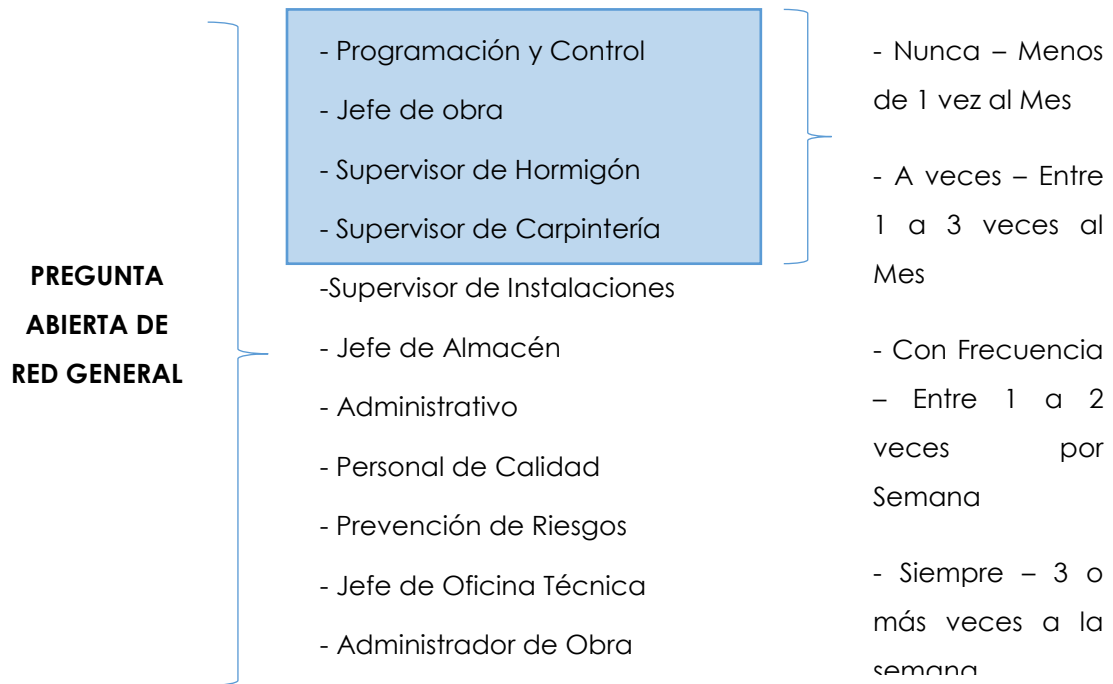 PREGUNTA
ABIERTA DE
RED GENERAL
- Programación y Control
- Jefe de obra
- Supervisor de Hormigón
- Supervisor de Carpintería
-Supervisor de Instalaciones
- Jefe de Almacén
- Administrativo
- Personal de Calidad
- Prevención de Riesgos
- Jefe de Oficina Técnica
- Administrador de Obra
- Nunca – Menos
de 1 vez al Mes
- A veces – Entre
1 a 3 veces al
Mes
- Con Frecuencia
– Entre 1 a 2
veces por
Semana
- Siempre – 3 o
más veces a la
semana